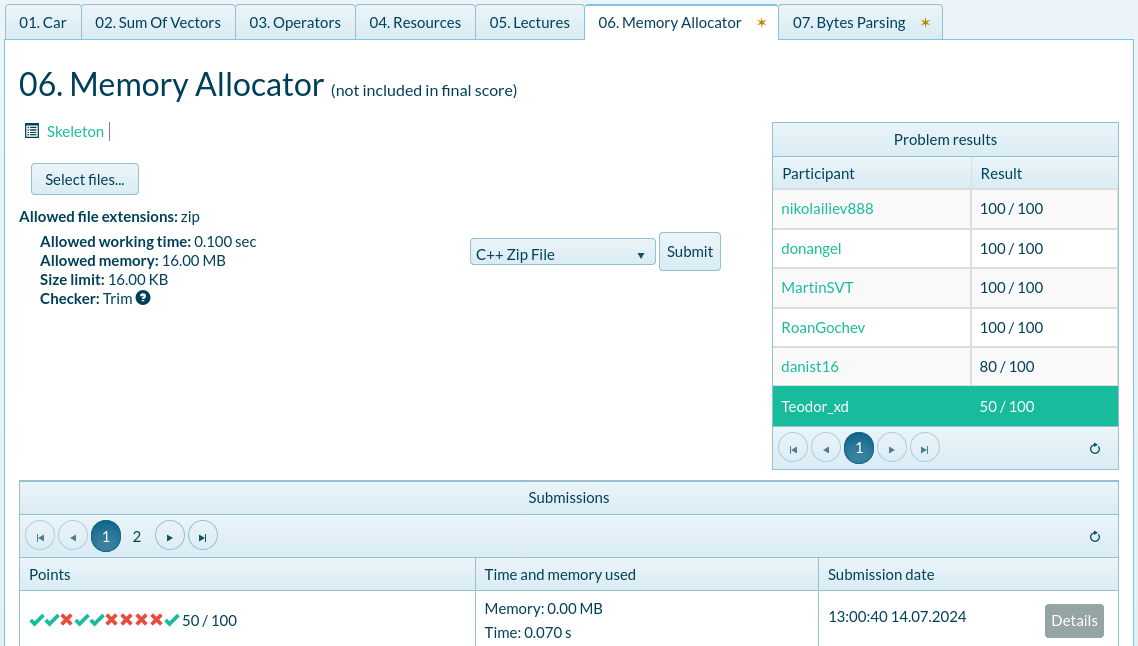 01. Car
02. Sum Of Vectors
03. Operators
04. Resources
05. Lectures
06. Memory Allocator
07. Bytes Parsing
06. Memory Allocator (not included in final score)
Skeleton
Select files...
Allowed file extensions: zip
Allowed working time: 0.100 sec
Allowed memory: 16.00 MB
Size limit: 16.00 KB
Checker: Trim
C++ Zip File
Submit
Problem results
Participant Result
nikolailiev888 100 / 100
donangel 100 / 100
MartinSVT 100 / 100
RoanGochev 100 / 100
danist16 80 / 100
Teodor_xd 50 / 100
1
Submissions
1 2
Points Time and memory used Submission date
50 / 100
Memory: 0.00 MB
Time: 0.070 s
13:00:40 14.07.2024
Details